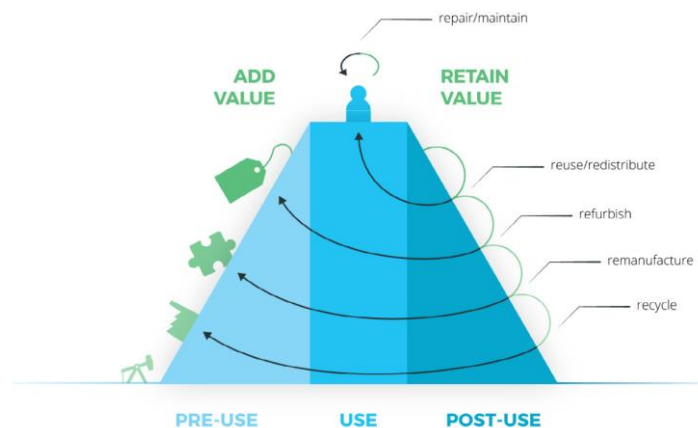 repair/maintain
ADD
VALUE
RETAIN
VALUE
reuse/redistribute
refurbish
remanufacture
recycle
PRE-USE
USE
POST-USE